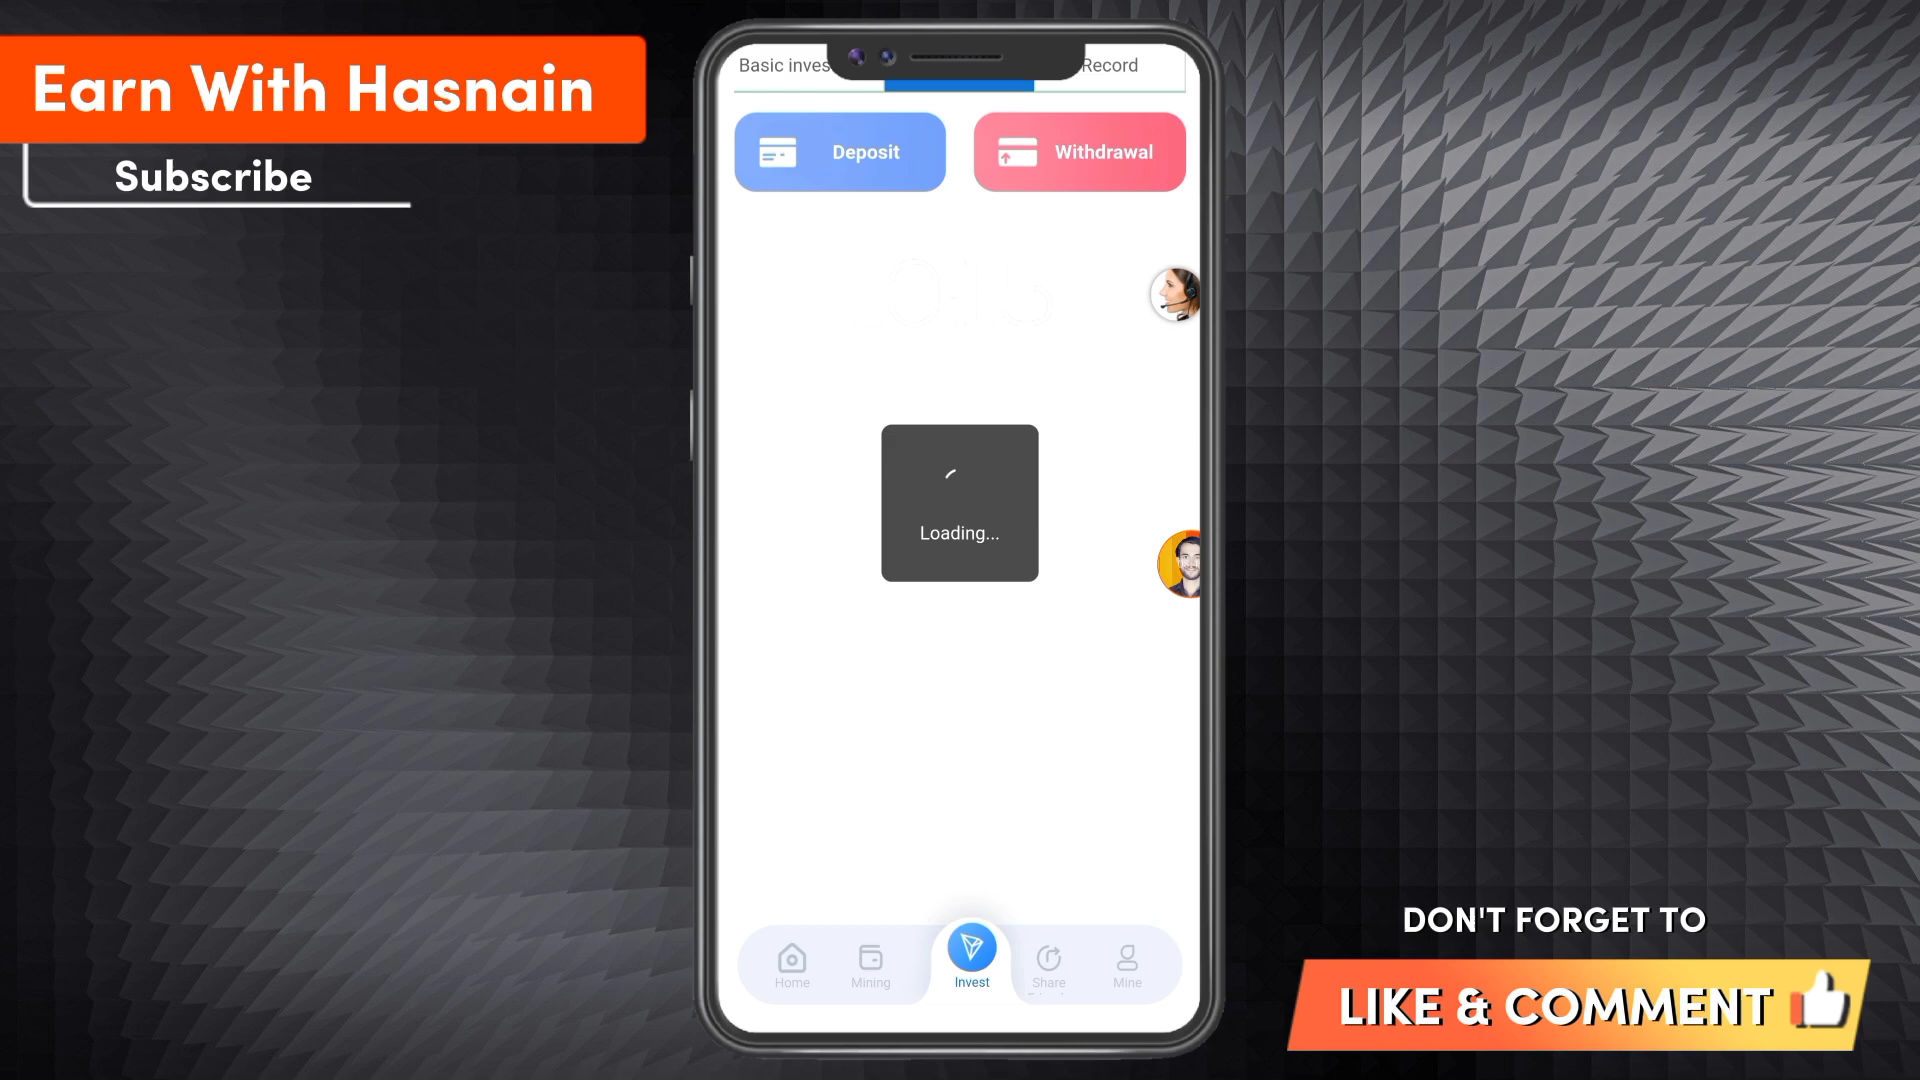 Earn With Hasnain
Subscribe
Basic inves
Record
Deposit
Withdrawal
Loading...
Home
Mining
Invest
Share
Mine
DON'T FORGET TO
LIKE & COMMENT